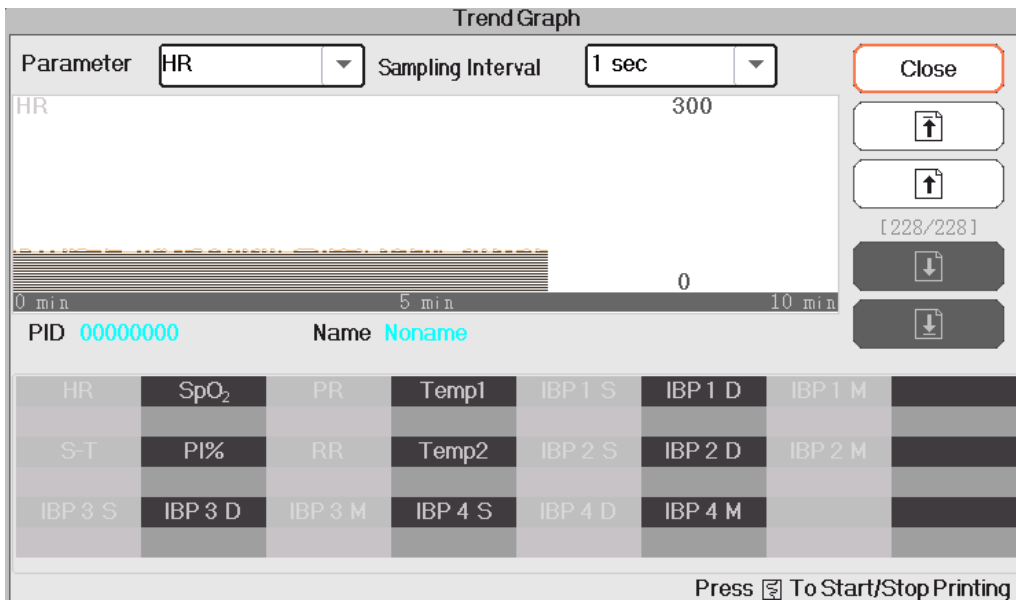 Trend Graph
Parameter HR Sampling Interval 1 sec Close
HR 300
[228/228]
0
0 min 5 min 10 min
PID 00000000 Name Noname
HR SpO₂ PR Temp1 IBP 1 S IBP 1 D IBP 1 M
S-T PI% RR Temp2 IBP 2 S IBP 2 D IBP 2 M
IBP 3 S IBP 3 D IBP 3 M IBP 4 S IBP 4 D IBP 4 M
Press To Start/Stop Printing